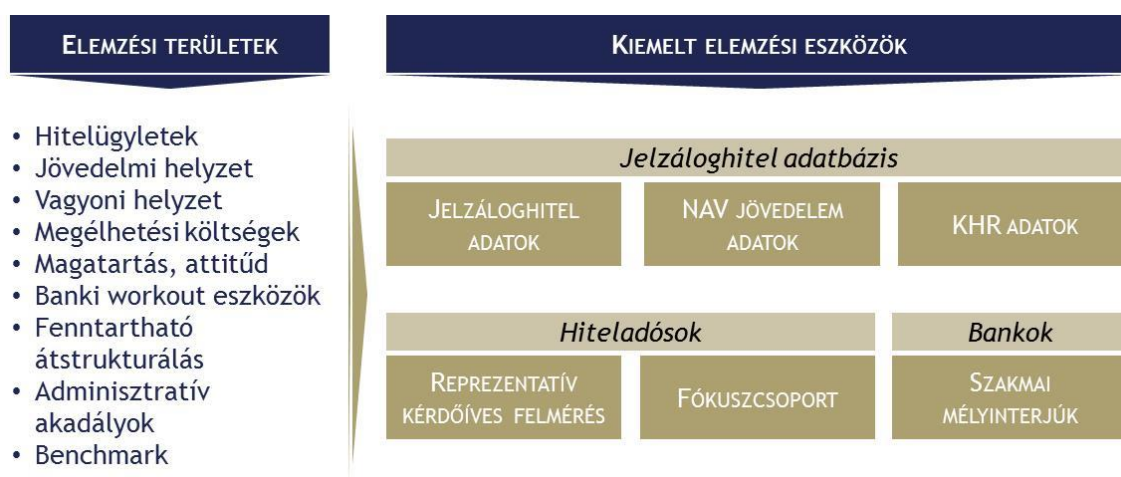 ELEMZÉSI TERÜLETEK
• Hitelügyletek
• Jövedelmi helyzet
• Vagyoni helyzet
• Megélhetési költségek
• Magatartás, attitűd
• Banki workout eszközök
• Fenntartható
átstrukturálás
• Adminisztratív
akadályok
• Benchmark
KIEMELT ELEMZÉSI ESZKÖZÖK
Jelzáloghitel adatbázis
JELZÁLOGHITEL
ADATOK
NAV JÖVEDELEM
ADATOK
KHR ADATOK
Hiteladósok
REPREZENTATÍV
KÉRDŐÍVES FELMÉRÉS
FÓKUSZCSOPORT
Bankok
SZAKMAI
MÉLYINTERJÚK